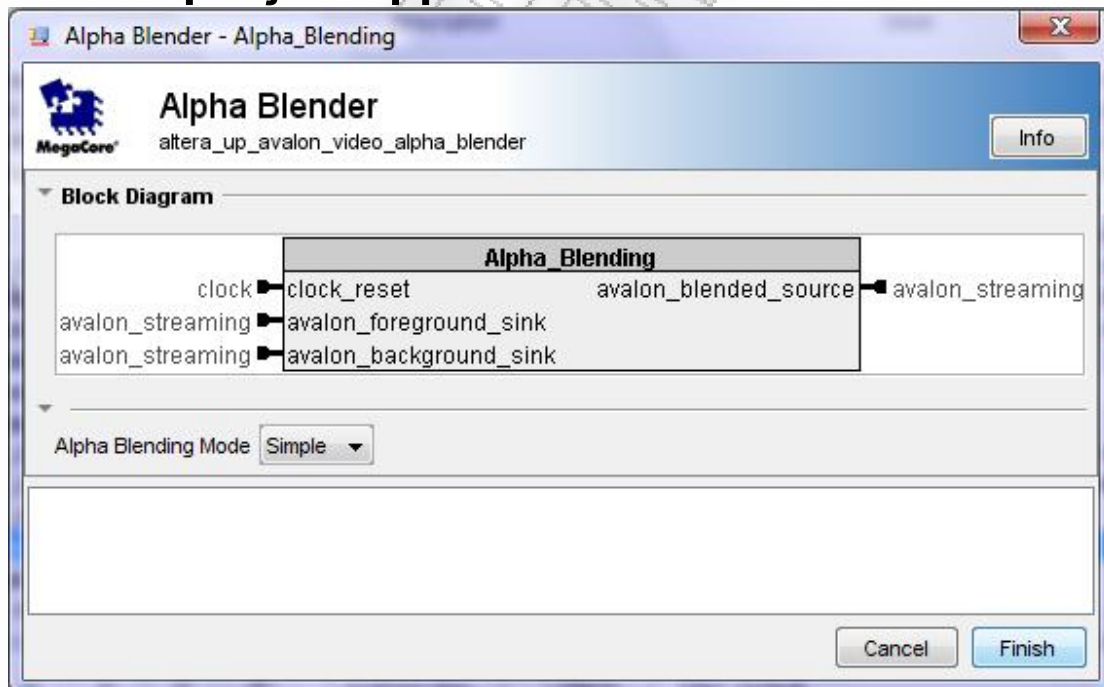 Alpha Blender - Alpha_Blending
Alpha Blender
MegaCore®
altera_up_avalon_video_alpha_blender
Info
Block Diagram
Alpha_Blending
clock clock_reset avalon_blended_source avalon_streaming
avalon_streaming avalon_foreground_sink
avalon_streaming avalon_background_sink
Alpha Blending Mode Simple
Cancel Finish